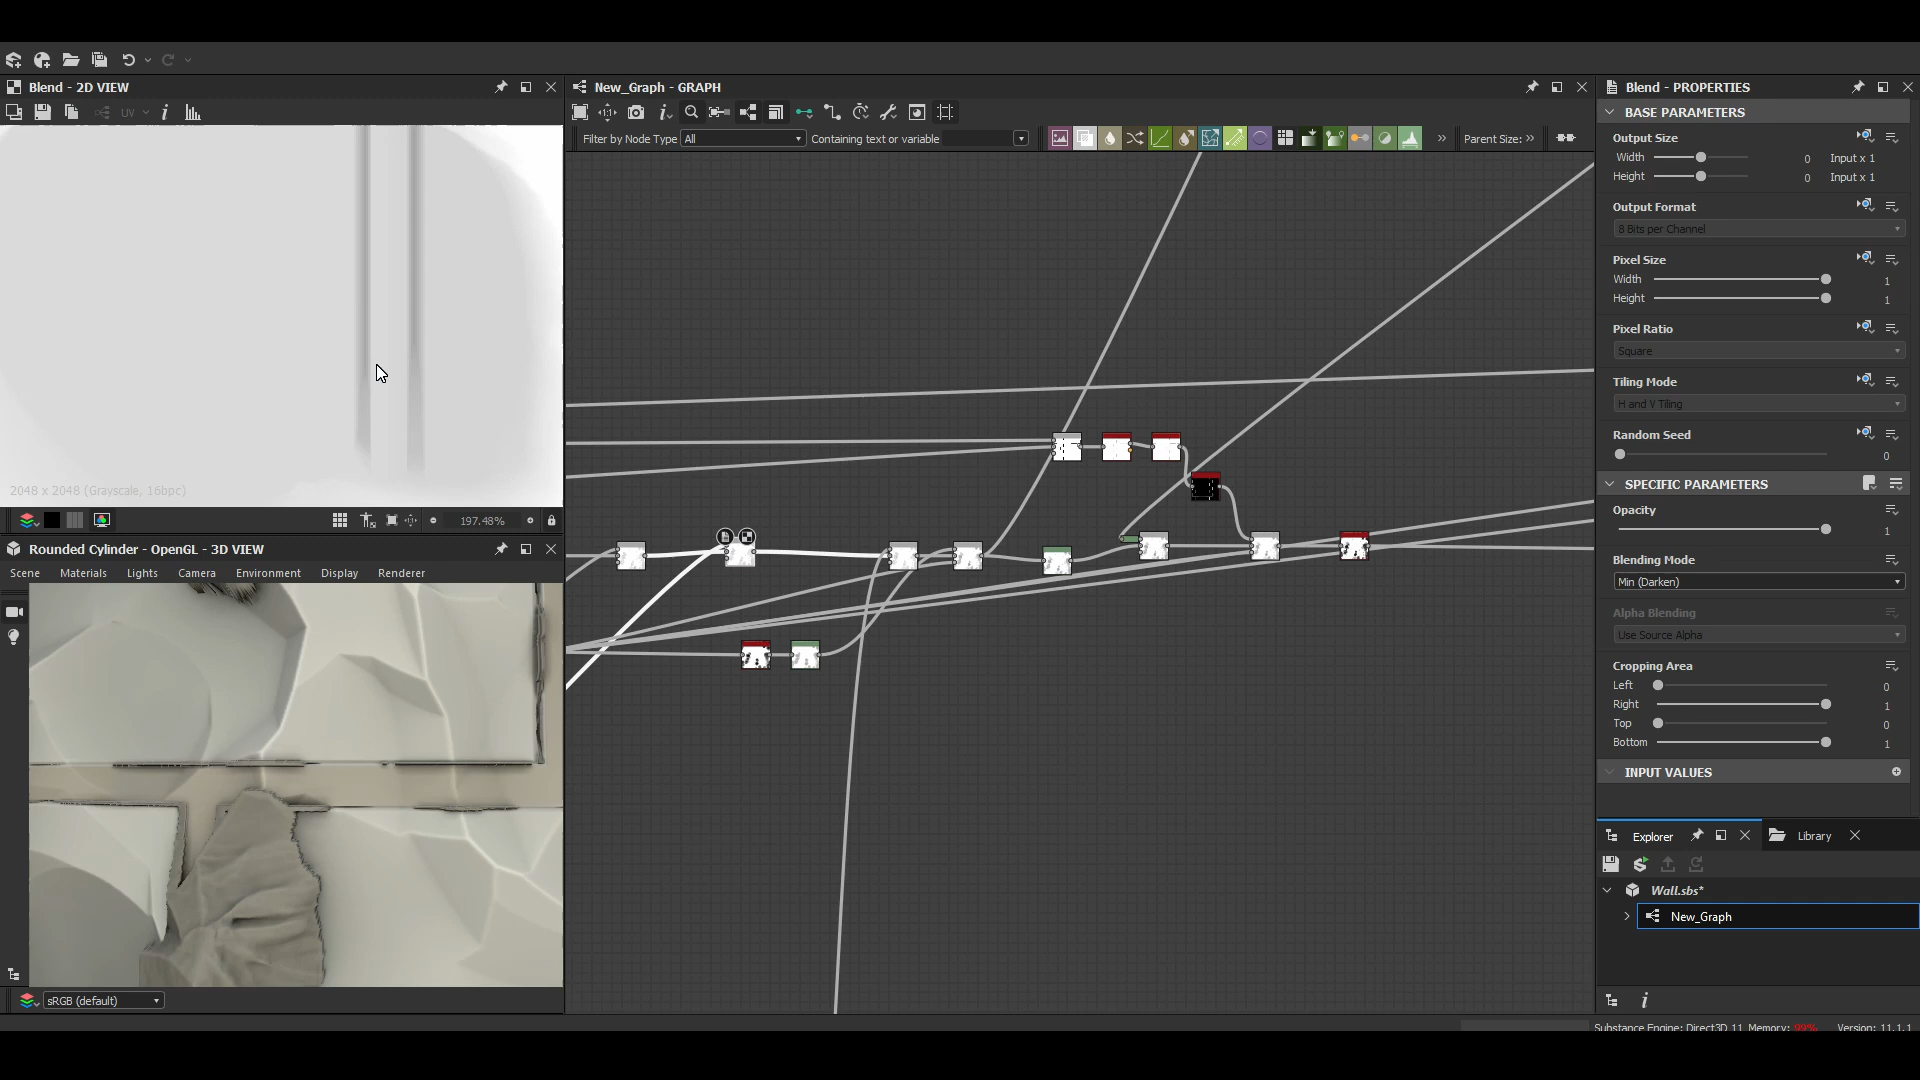 Blend - 2D VIEW
New_Graph - GRAPH
Blend - PROPERTIES
UV
BASE PARAMETERS
Filter by Node Type All Containing text or variable Parent Size:
Output Size
Width 0 Input x 1
Height 0 Input x 1
Output Format
8 Bits per Channel
Pixel Size
Width 1
Height 1
Pixel Ratio
Square
Tiling Mode
H and V Tiling
Random Seed
0
2048 x 2048 (Grayscale, 16bpc)
SPECIFIC PARAMETERS
197.48%
Opacity
1
Rounded Cylinder - OpenGL - 3D VIEW
Scene Materials Lights Camera Environment Display Renderer
Blending Mode
Min (Darken)
Alpha Blending
Use Source Alpha
Cropping Area
Left 0
Right 1
Top 0
Bottom 1
INPUT VALUES
Explorer Library
Wall.sbs*
New_Graph
sRGB (default)
Substance Engine: Direct3D 11 Memory: 99% Version: 11.1.1